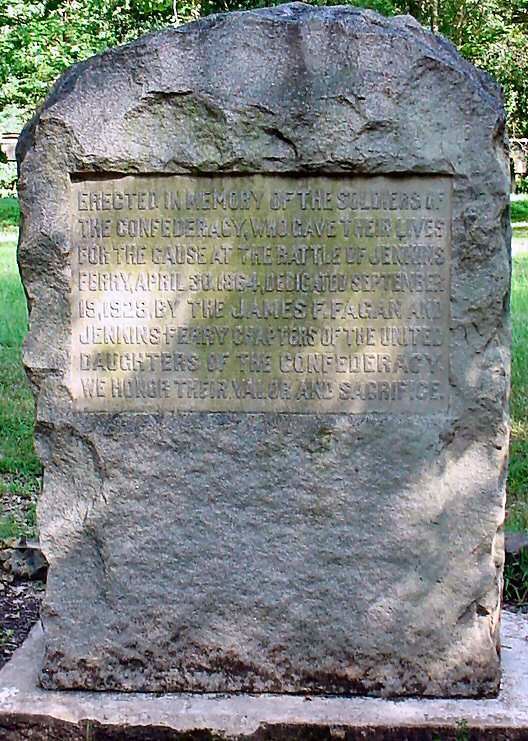 ERECTED IN MEMORY OF THE SOLDIERS OF
THE CONFEDERACY, WHO GAVE THEIR LIVES
FOR THE CAUSE AT THE BATTLE OF JENKINS
FERRY, APRIL 30, 1864, DEDICATED SEPTEMBER
19, 1928, BY THE JAMES F. FAGAN AND
JENKINS FERRY CHAPTERS OF THE UNITED
DAUGHTERS OF THE CONFEDERACY.
WE HONOR THEIR VALOR AND SACRIFICE.